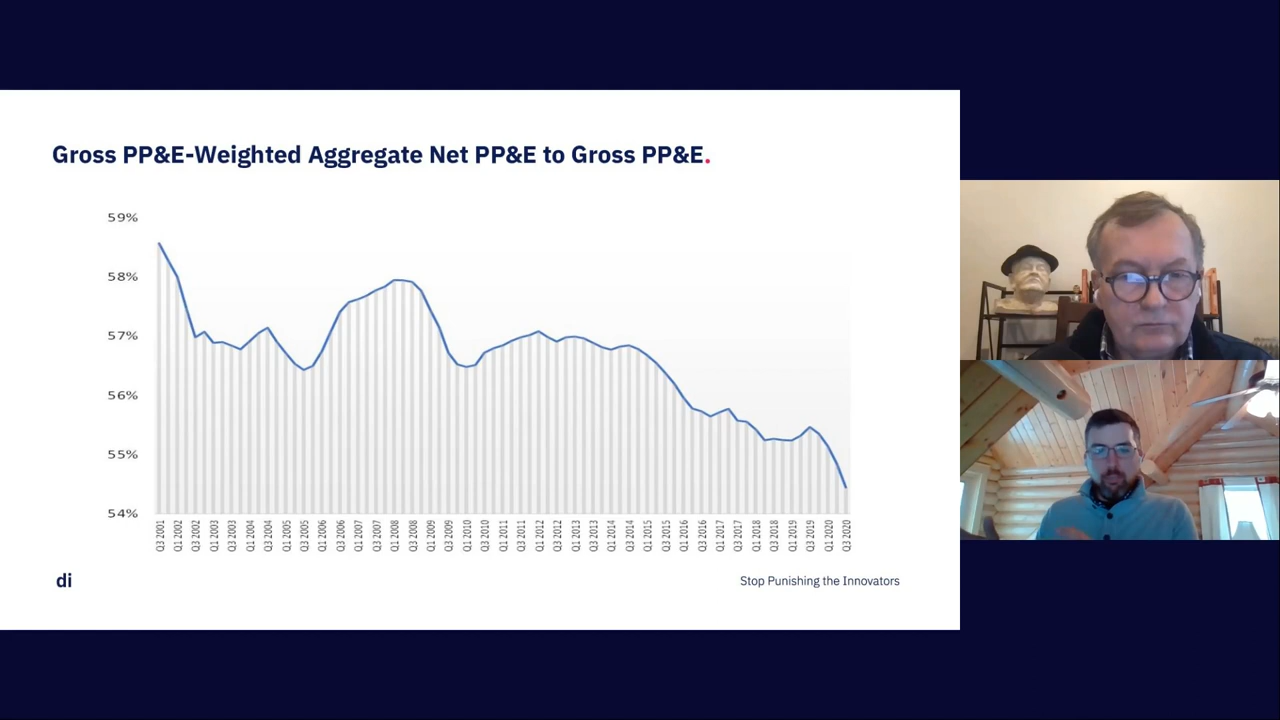 Gross PP&E-Weighted Aggregate Net PP&E to Gross PP&E.
59%
58%
57%
56%
55%
54%
Q3 2001
Q1 2002
Q3 2002
Q1 2003
Q3 2003
Q1 2004
Q3 2004
Q1 2005
Q3 2005
Q1 2006
Q3 2006
Q1 2007
Q3 2007
Q1 2008
Q3 2008
Q1 2009
Q3 2009
Q1 2010
Q3 2010
Q1 2011
Q3 2011
Q1 2012
Q3 2012
Q1 2013
Q3 2013
Q1 2014
Q3 2014
Q1 2015
Q3 2015
Q1 2016
Q3 2016
Q1 2017
Q3 2017
Q1 2018
Q3 2018
Q1 2019
Q3 2019
Q1 2020
Q3 2020
di
Stop Punishing the Innovators